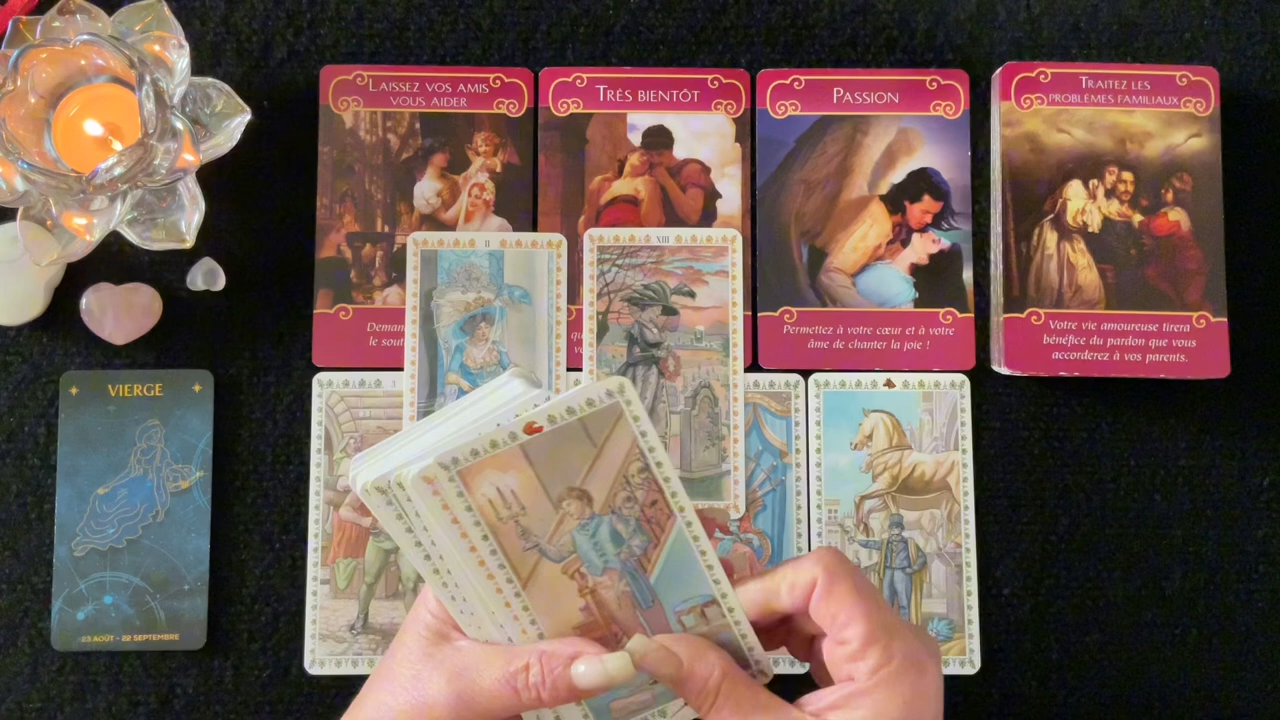 LAISSEZ VOS AMIS
VOUS AIDER
TRÈS BIENTÔT
PASSION
TRAITEZ LES
PROBLÈMES FAMILIAUX
II
XIII
Permettez à votre cœur et à votre
âme de chanter la joie !
Votre vie amoureuse tirera
bénéfice du pardon que vous
accorderez à vos parents.
le
VIERGE
3
23 AOÛT - 22 SEPTEMBRE